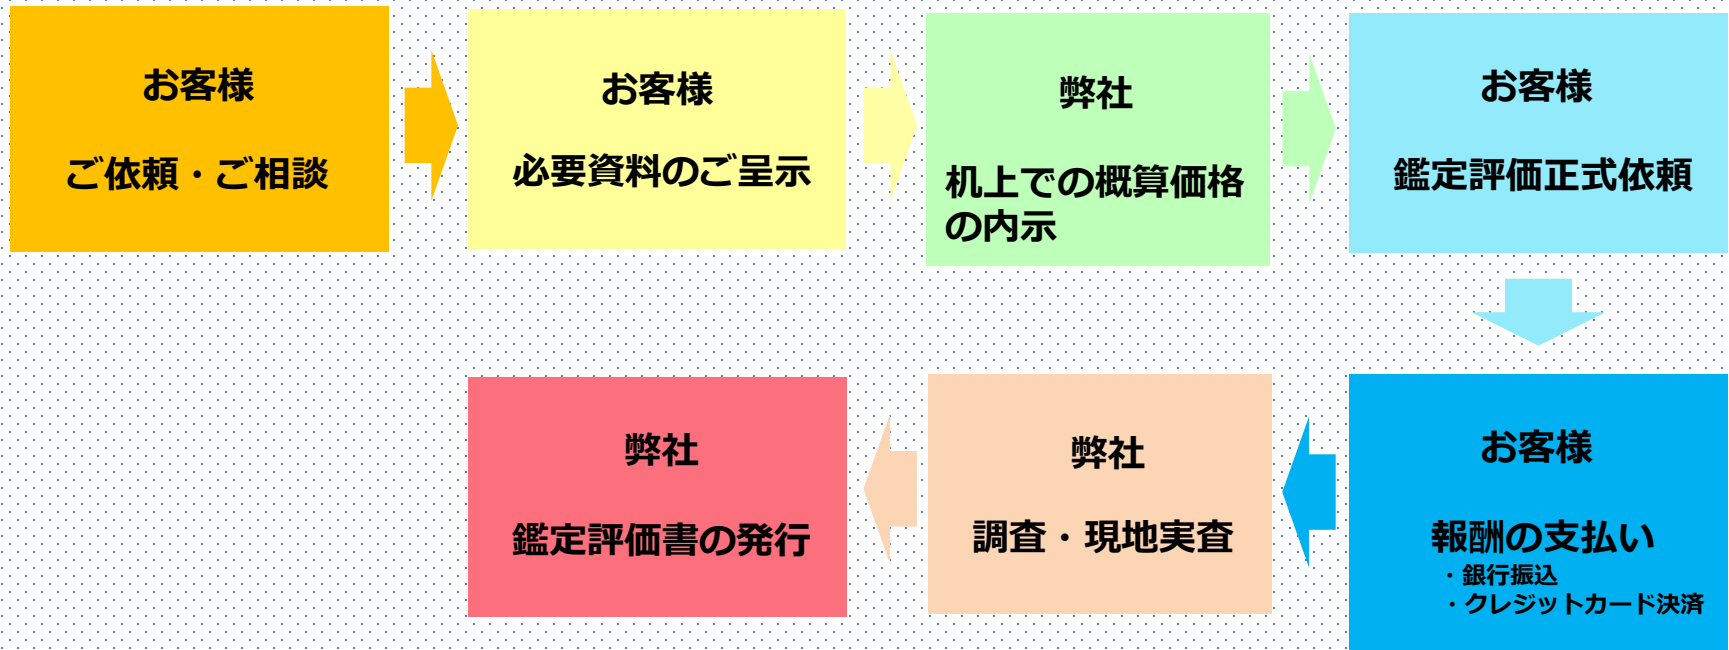 お客様
ご依頼・ご相談
お客様
必要資料のご呈示
弊社
机上での概算価格
の内示
お客様
鑑定評価正式依頼
お客様
報酬の支払い
・銀行振込
・クレジットカード決済
弊社
調査・現地実査
弊社
鑑定評価書の発行